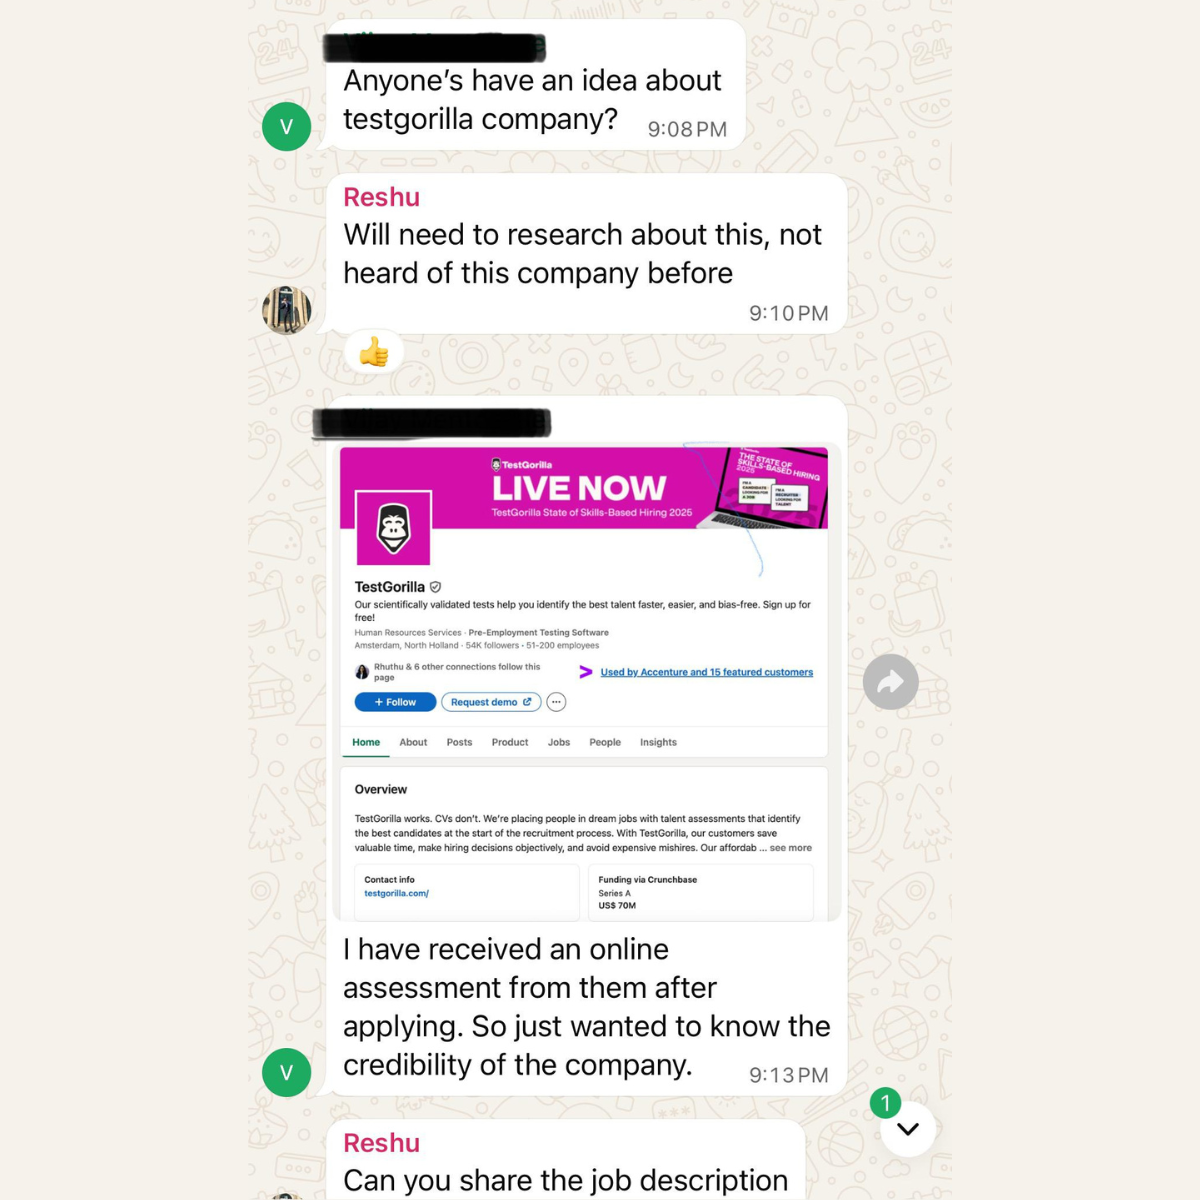 Anyone's have an idea about
testgorilla company?
9:08 PM
V
Reshu
Will need to research about this, not
heard of this company before
9:10 PM
TestGorilla
LIVE NOW
TestGorilla State of Skills-Based Hiring 2025
THE STATE OF
SKILLS-BASED HIRING
2025
I'M A
CANDIDATE
LOOKING FOR
A JOB
I'M A
RECRUITER
LOOKING FOR
TALENT
TestGorilla
Our scientifically validated tests help you identify the best talent faster, easier, and bias-free. Sign up for
free!
Human Resources Services · Pre-Employment Testing Software
Amsterdam, North Holland · 54K followers • 51-200 employees
Rhuthu & 6 other connections follow this
page
> Used by Accenture and 15 featured customers
+ Follow
Request demo
Home About Posts Product Jobs People Insights
Overview
TestGorilla works. CVs don't. We're placing people in dream jobs with talent assessments that identify
the best candidates at the start of the recruitment process. With TestGorilla, our customers save
valuable time, make hiring decisions objectively, and avoid expensive mishires. Our affordab ... see more
Contact info
testgorilla.com/
Funding via Crunchbase
Series A
US$ 70M
I have received an online
assessment from them after
applying. So just wanted to know the
credibility of the company.
9:13 PM
V
1
Reshu
Can you share the job description